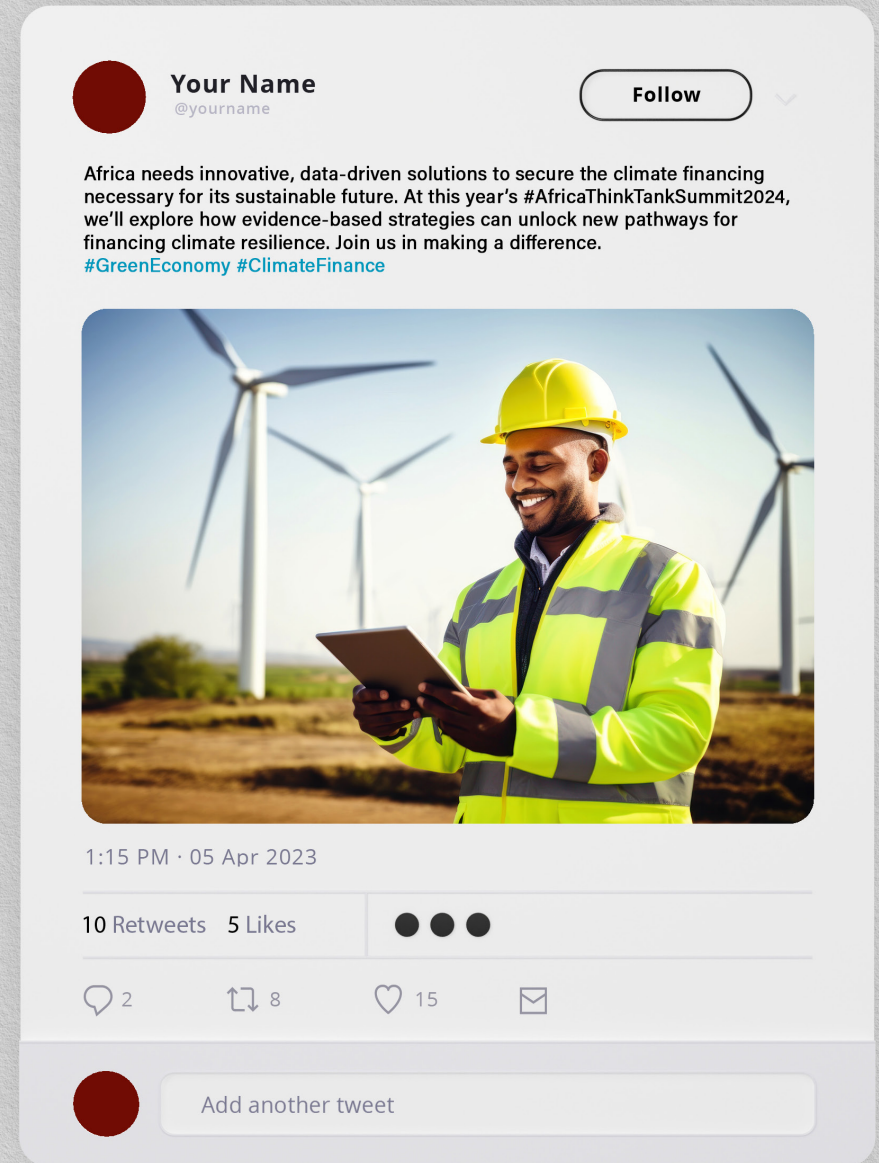 Your Name
@yourname
Follow
Africa needs innovative, data-driven solutions to secure the climate financing
necessary for its sustainable future. At this year’s #AfricaThinkTankSummit2024,
we’ll explore how evidence-based strategies can unlock new pathways for
financing climate resilience. Join us in making a difference.
#GreenEconomy #ClimateFinance
1:15 PM · 05 Apr 2023
10 Retweets 5 Likes
2 8 15
Add another tweet